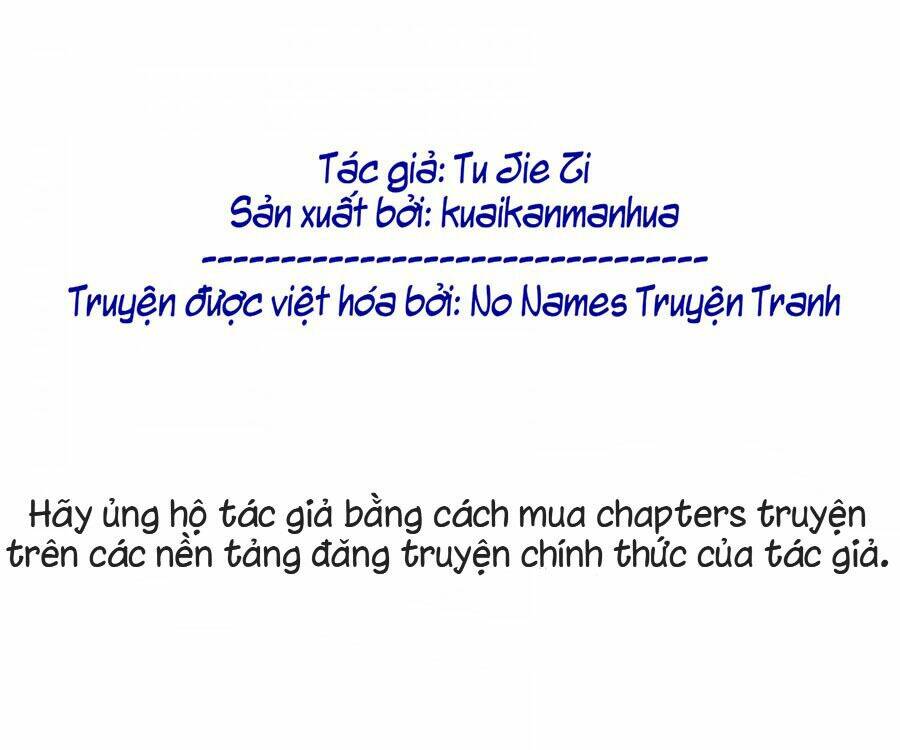 Tác giả: Tu Jie Zi
Sản xuất bởi: kuaikanmanhua
---------------------------------
Truyện được việt hóa bởi: No Names Truyện Tranh
Hãy ủng hộ tác giả bằng cách mua chapters truyện
trên các nền tảng đăng truyện chính thức của tác giả.